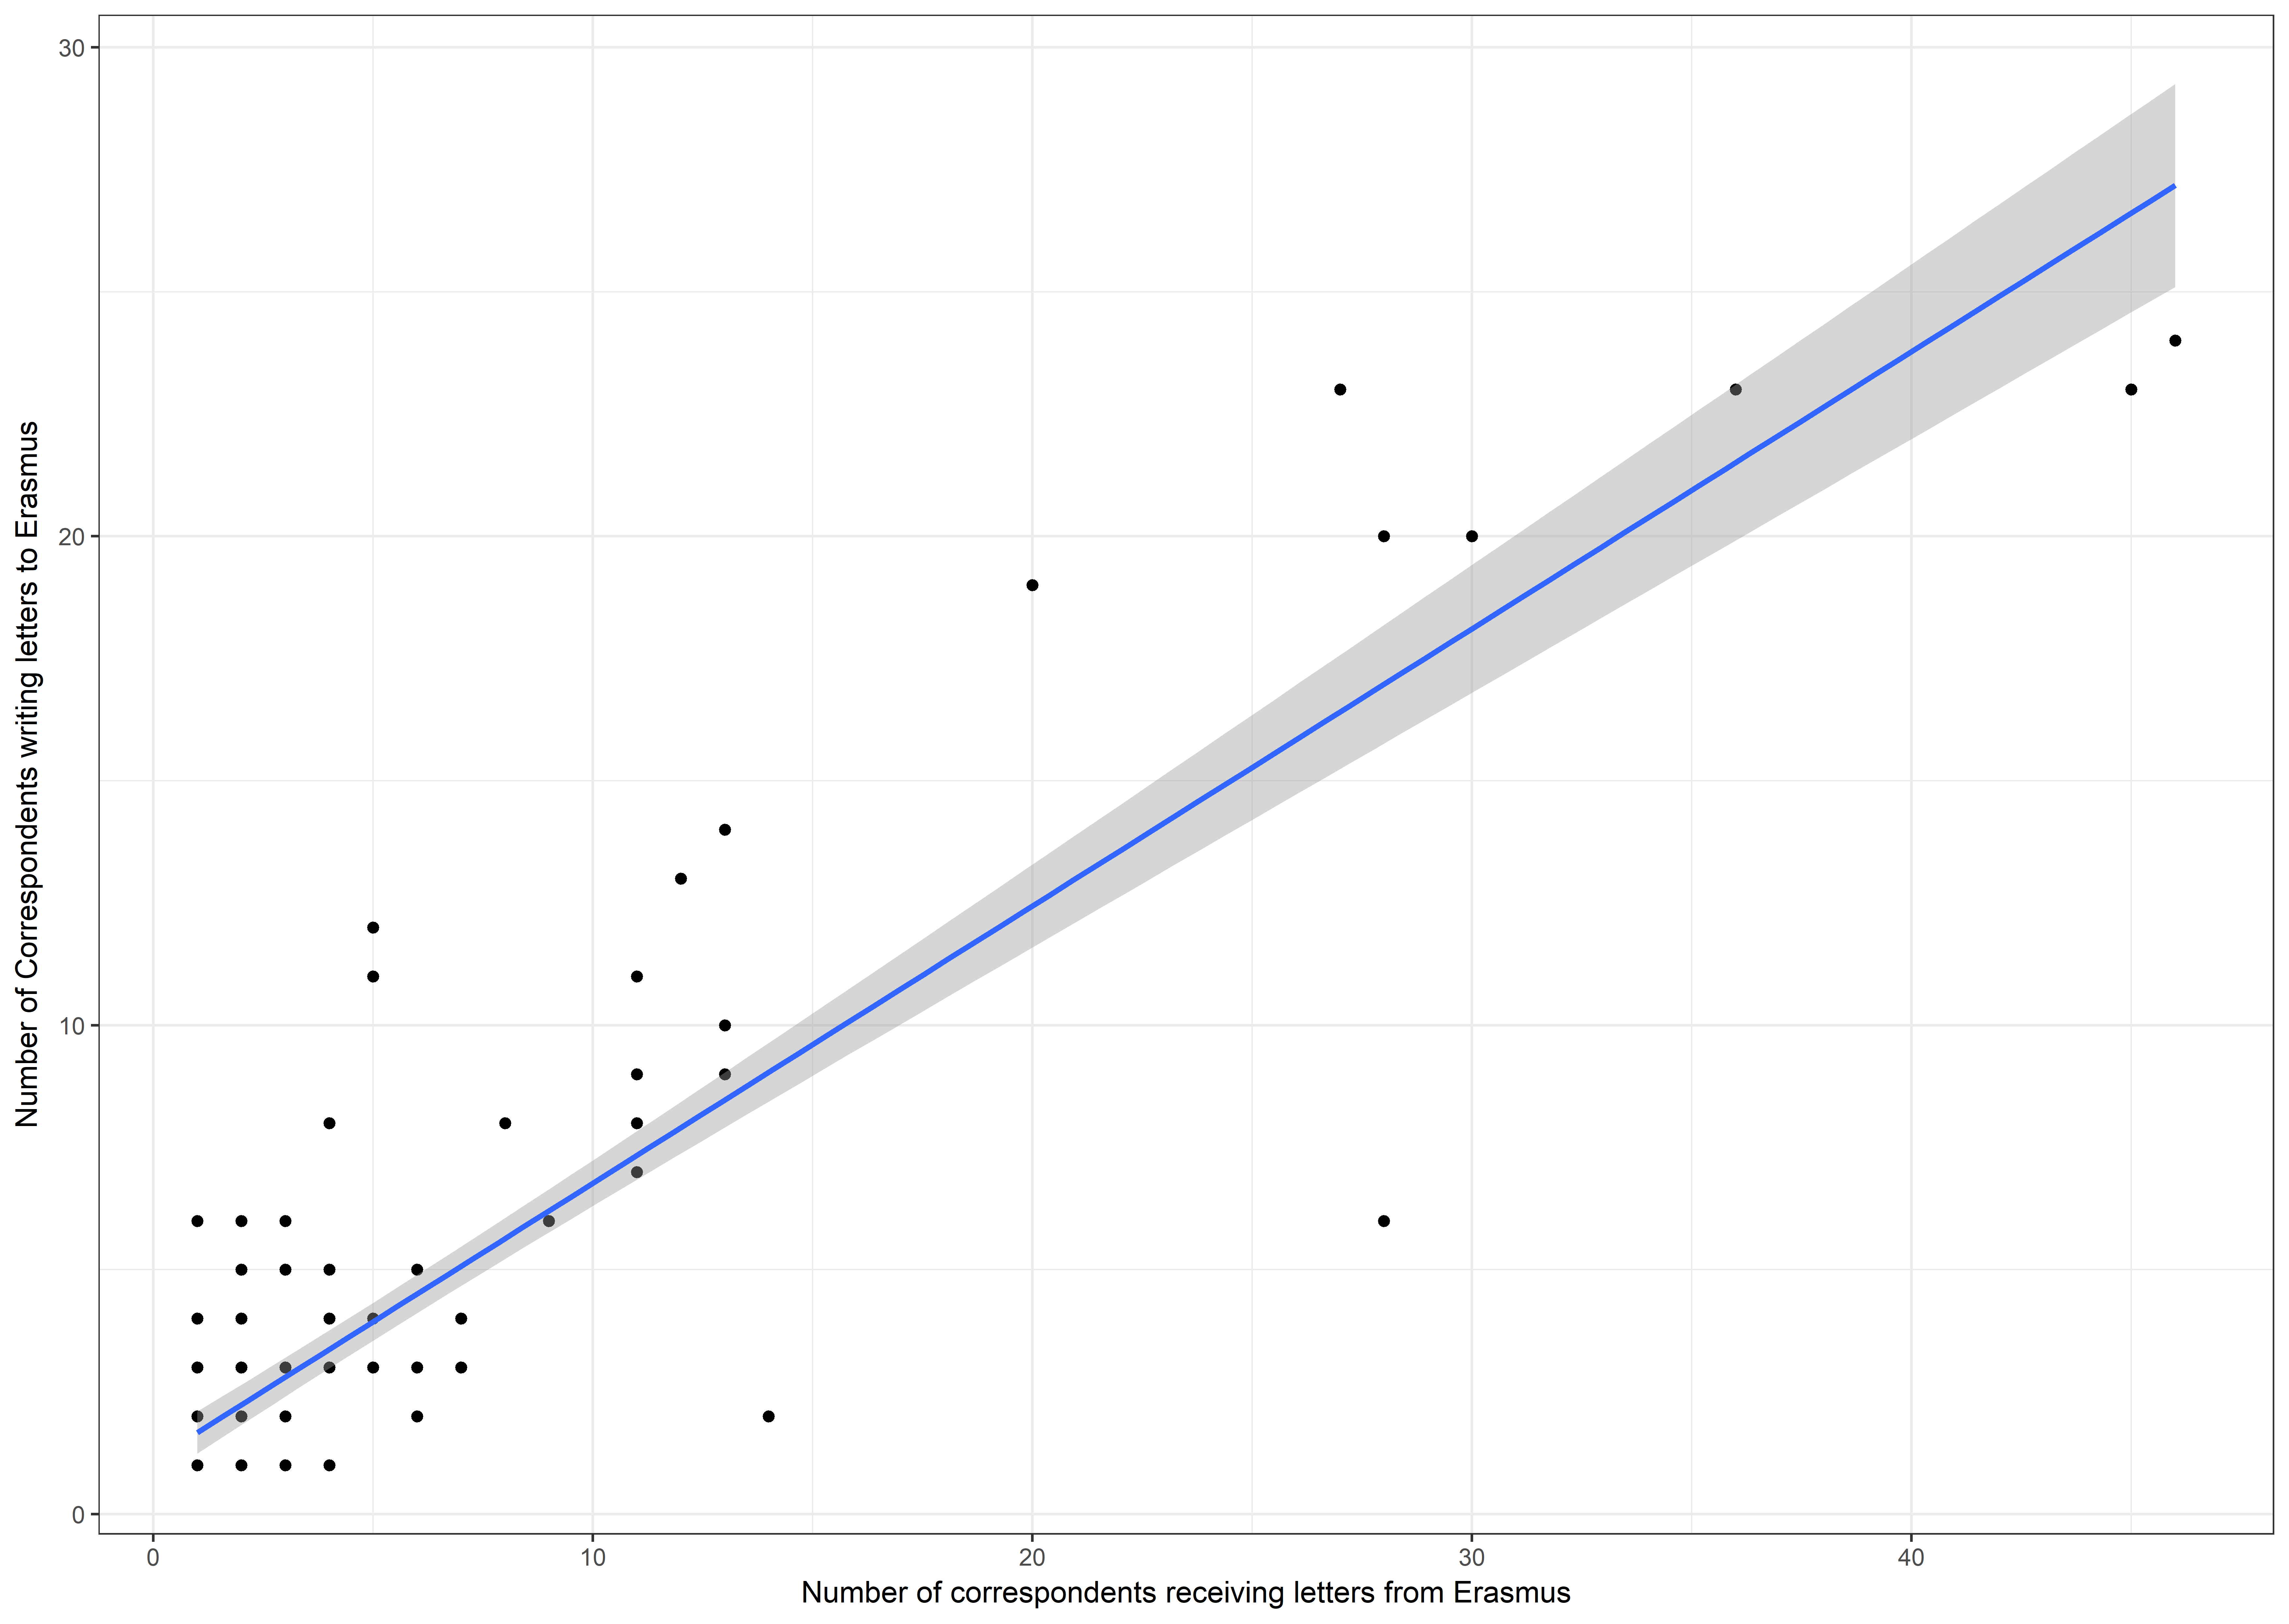 30
20
10
0
Number of Correspondents writing letters to Erasmus
0 10 20 30 40
Number of correspondents receiving letters from Erasmus